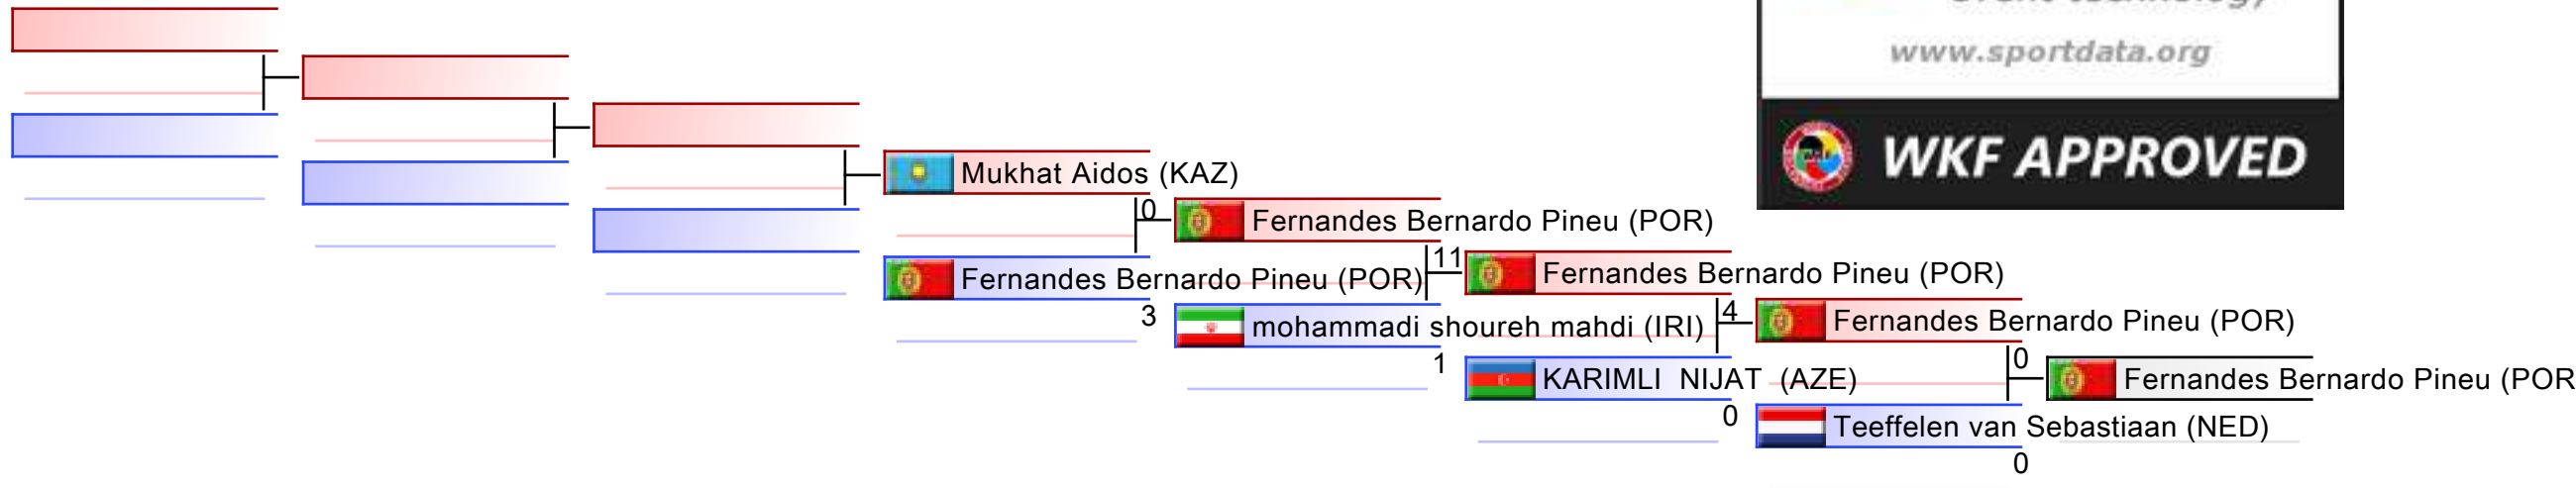 www.sportdata.org
WKF APPROVED
Mukhat Aidos (KAZ)
0
Fernandes Bernardo Pineu (POR)
Fernandes Bernardo Pineu (POR)
3
11
Fernandes Bernardo Pineu (POR)
mohammadi shoureh mahdi (IRI)
1
4
Fernandes Bernardo Pineu (POR)
KARIMLI  NIJAT  (AZE)
0
0
Fernandes Bernardo Pineu (POR
Teeffelen van Sebastiaan (NED)
0